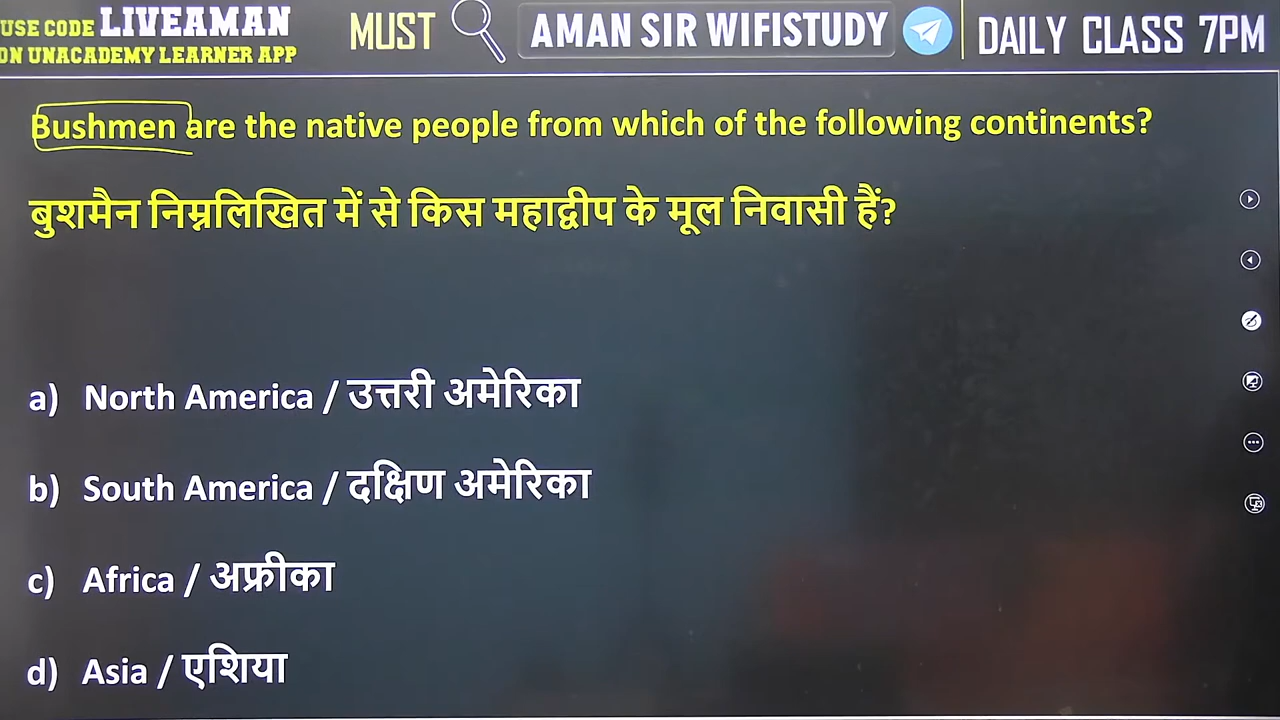 USE CODE LIVEAMAN
ON UNACADEMY LEARNER APP
MUST
AMAN SIR WIFISTUDY
DAILY CLASS 7PM
Bushmen are the native people from which of the following continents?
बुशमैन निम्नलिखित में से किस महाद्वीप के मूल निवासी हैं?
a) North America / उत्तरी अमेरिका
b) South America / दक्षिण अमेरिका
c) Africa / अफ्रीका
d) Asia / एशिया